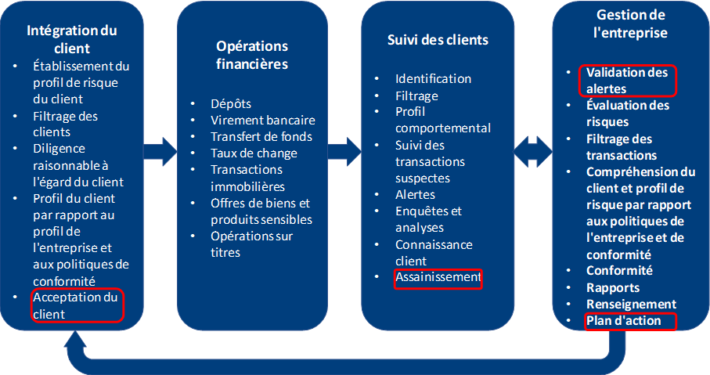 Intégration du
client
• Établissement du
profil de risque
du client
• Filtrage des
clients
• Diligence
raisonnable à
l'égard du client
• Profil du client
par rapport au
profil de
l'entreprise et
aux politiques de
conformité
• Acceptation du
client
Opérations
financières
• Dépôts
• Virement bancaire
• Transfert de fonds
• Taux de change
• Transactions
immobilières
• Offres de biens et
produits sensibles
• Opérations sur
titres
Suivi des clients
• Identification
• Filtrage
• Profil
comportemental
• Suivi des
transactions
suspectes
• Alertes
• Enquêtes et
analyses
• Connaissance
client
• Assainissement
Gestion de
l'entreprise
• Validation des
alertes
• Évaluation des
risques
• Filtrage des
transactions
• Compréhension du
client et profil de
risque par rapport
aux politiques de
l'entreprise et de
conformité
• Conformité
• Rapports
• Renseignement
• Plan d'action